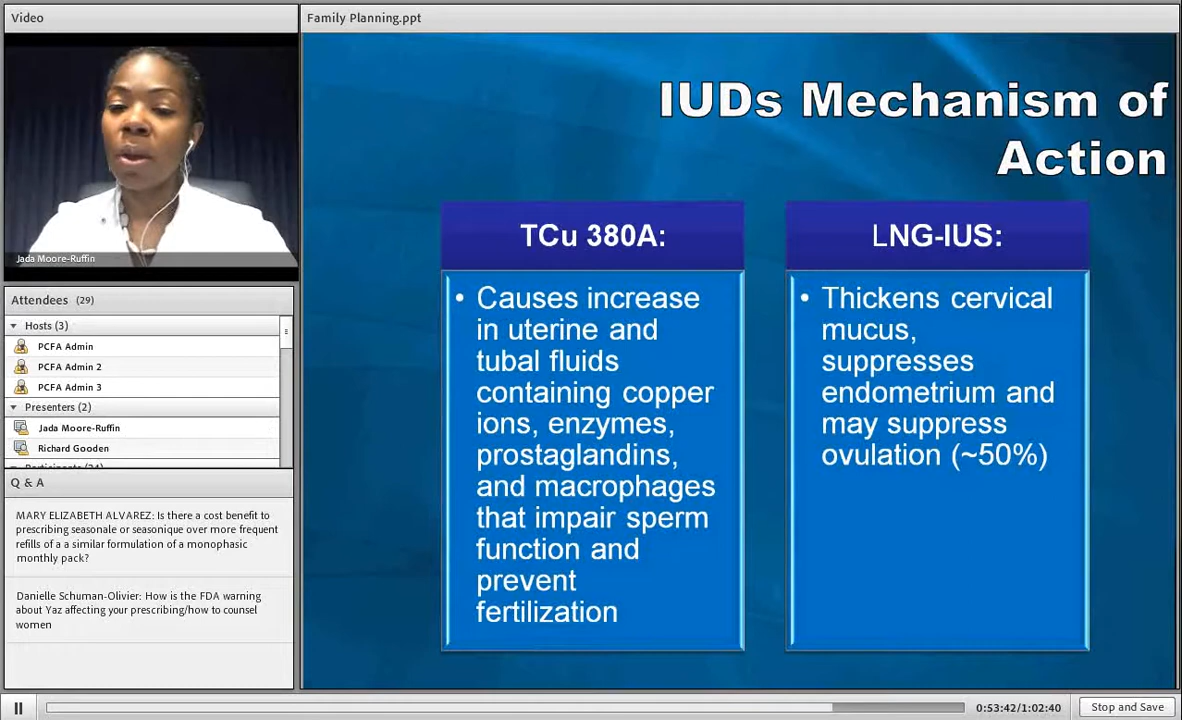 Video
Jada Moore-Ruffin
Attendees (29)
Hosts (3)
PCFA Admin
PCFA Admin 2
PCFA Admin 3
Presenters (2)
Jada Moore-Ruffin
Richard Gooden
Q & A
MARY ELIZABETH ALVAREZ: Is there a cost benefit to
prescribing seasonale or seasonique over more frequent
refills of a a similar formulation of a monophasic
monthly pack?
Danielle Schuman-Olivier: How is the FDA warning
about Yaz affecting your prescribing/how to counsel
women
Family Planning.ppt
IUDs Mechanism of
Action
TCu 380A:
• Causes increase
in uterine and
tubal fluids
containing copper
ions, enzymes,
prostaglandins,
and macrophages
that impair sperm
function and
prevent
fertilization
LNG-IUS:
• Thickens cervical
mucus,
suppresses
endometrium and
may suppress
ovulation (~50%)
0:53:42/1:02:40
Stop and Save